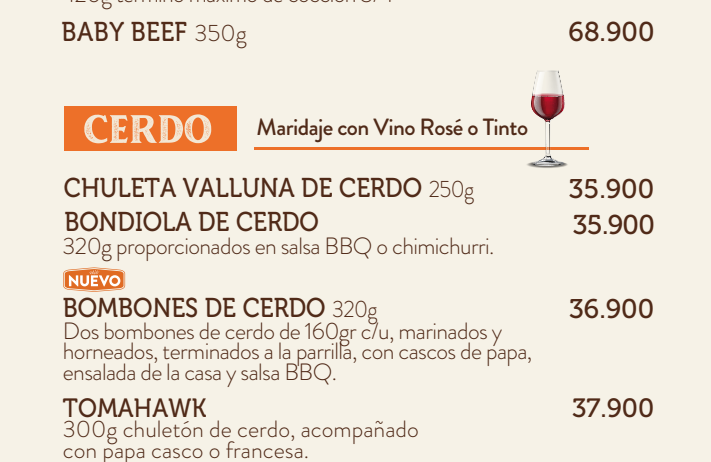 BABY BEEF 350g 68.900
CERDO
Maridaje con Vino Rosé o Tinto
CHULETA VALLUNA DE CERDO 250g 35.900
BONDIOLA DE CERDO 35.900
320g proporcionados en salsa BBQ o chimichurri.
NUEVO
BOMBONES DE CERDO 320g 36.900
Dos bombones de cerdo de 160gr c/u, marinados y
horneados, terminados a la parrilla, con cascos de papa,
ensalada de la casa y salsa BBQ.
TOMAHAWK 37.900
300g chuletón de cerdo, acompañado
con papa casco o francesa.